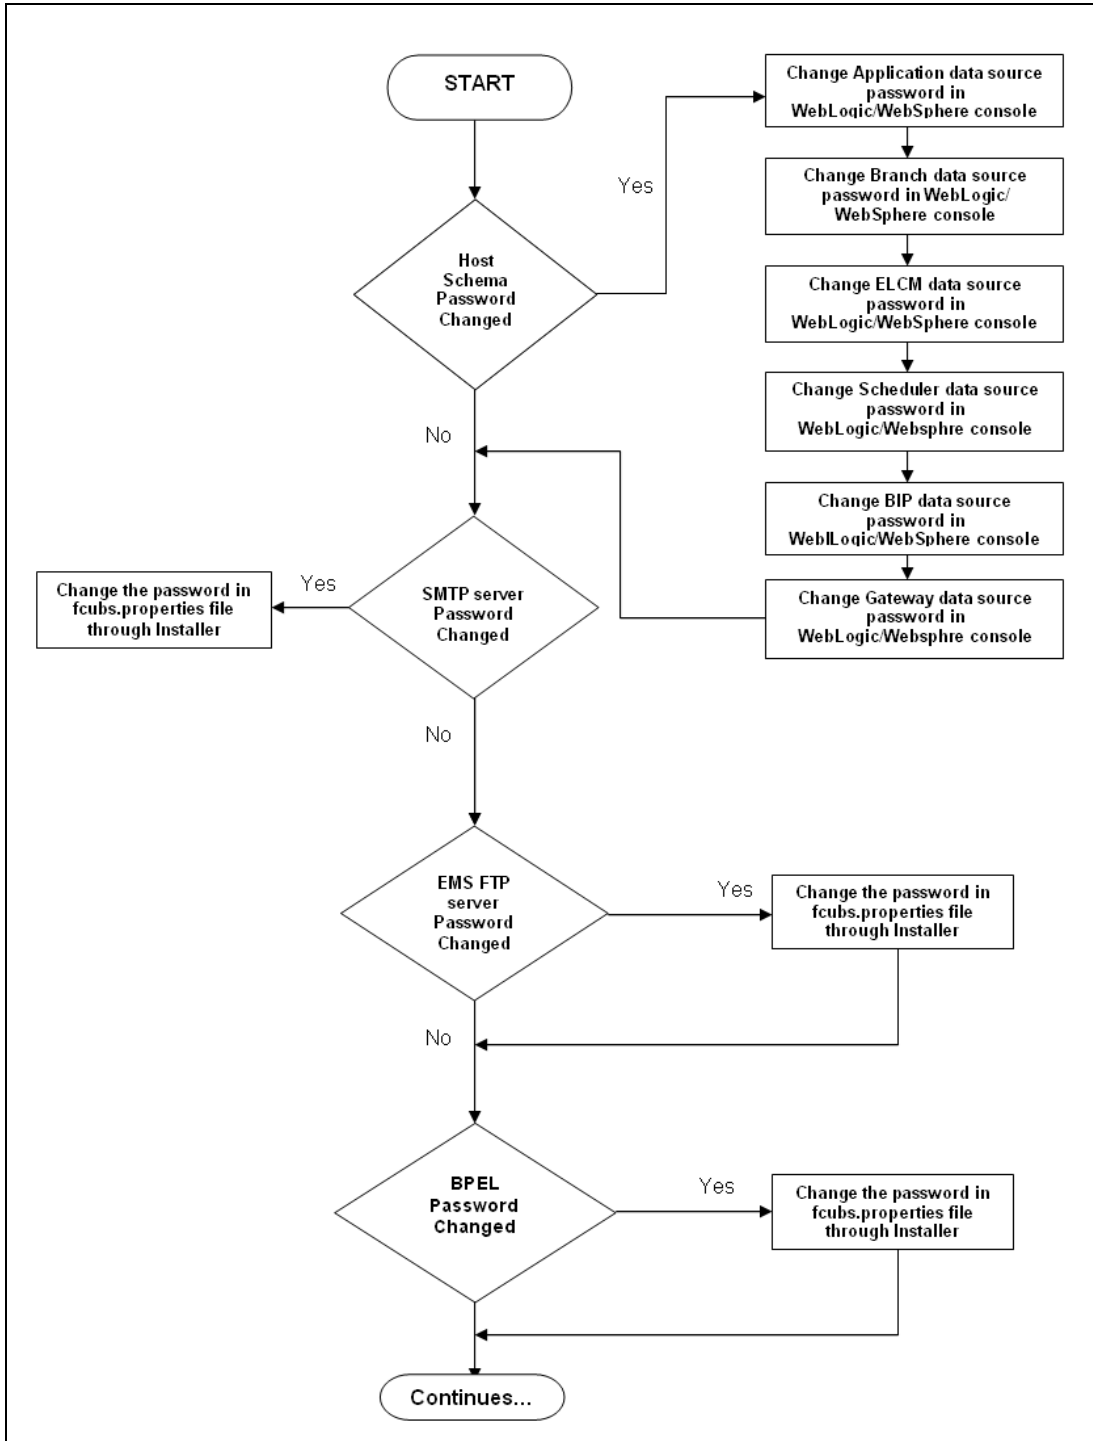 START
Change Application data source
password in
WebLogic/WebSphere console
Yes
Change Branch data source
password in WebLogic/
WebSphere console
Host
Schema
Password
Changed
Change ELCM data source
password in
WebLogic/WebSphere console
Change Scheduler data source
password in
WebLogic/Websphre console
No
Change BIP data source
password in
WeblLogic/WebSphere console
SMTP server
Password
Changed
Yes
Change the password in
fcubs.properties file
through Installer
Change Gateway data source
password in
WebLogic/Websphre console
No
EMS FTP
server
Password
Changed
Yes
Change the password in
fcubs.properties file
through Installer
No
BPEL
Password
Changed
Yes
Change the password in
fcubs.properties file
through Installer
Continues...